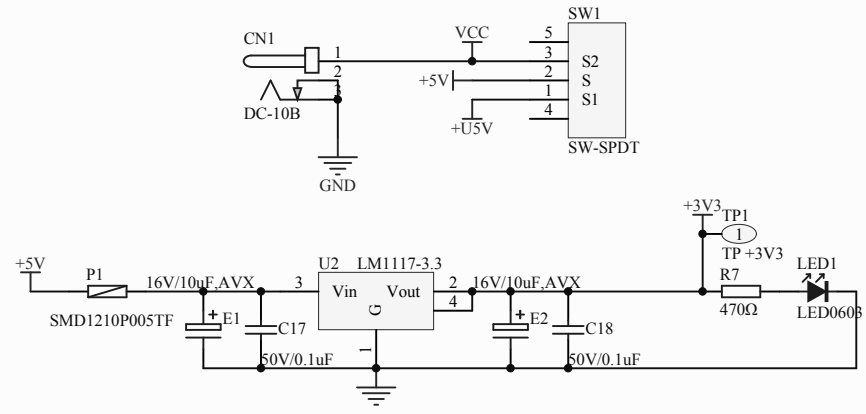 SW1
CN1
VCC
5
1
3
S2
2
+5V
2
S
3
1
S1
DC-10B
4
+U5V
SW-SPDT
GND
+3V3
TP1
1
TP +3V3
+5V
P1
U2
LM1117-3.3
R7
LED1
16V/10uF,AVX
3
Vin
Vout
2
16V/10uF,AVX
4
G
SMD1210P005TF
+
E1
C17
+
E2
C18
470Ω
LED0603
1
50V/0.1uF
50V/0.1uF